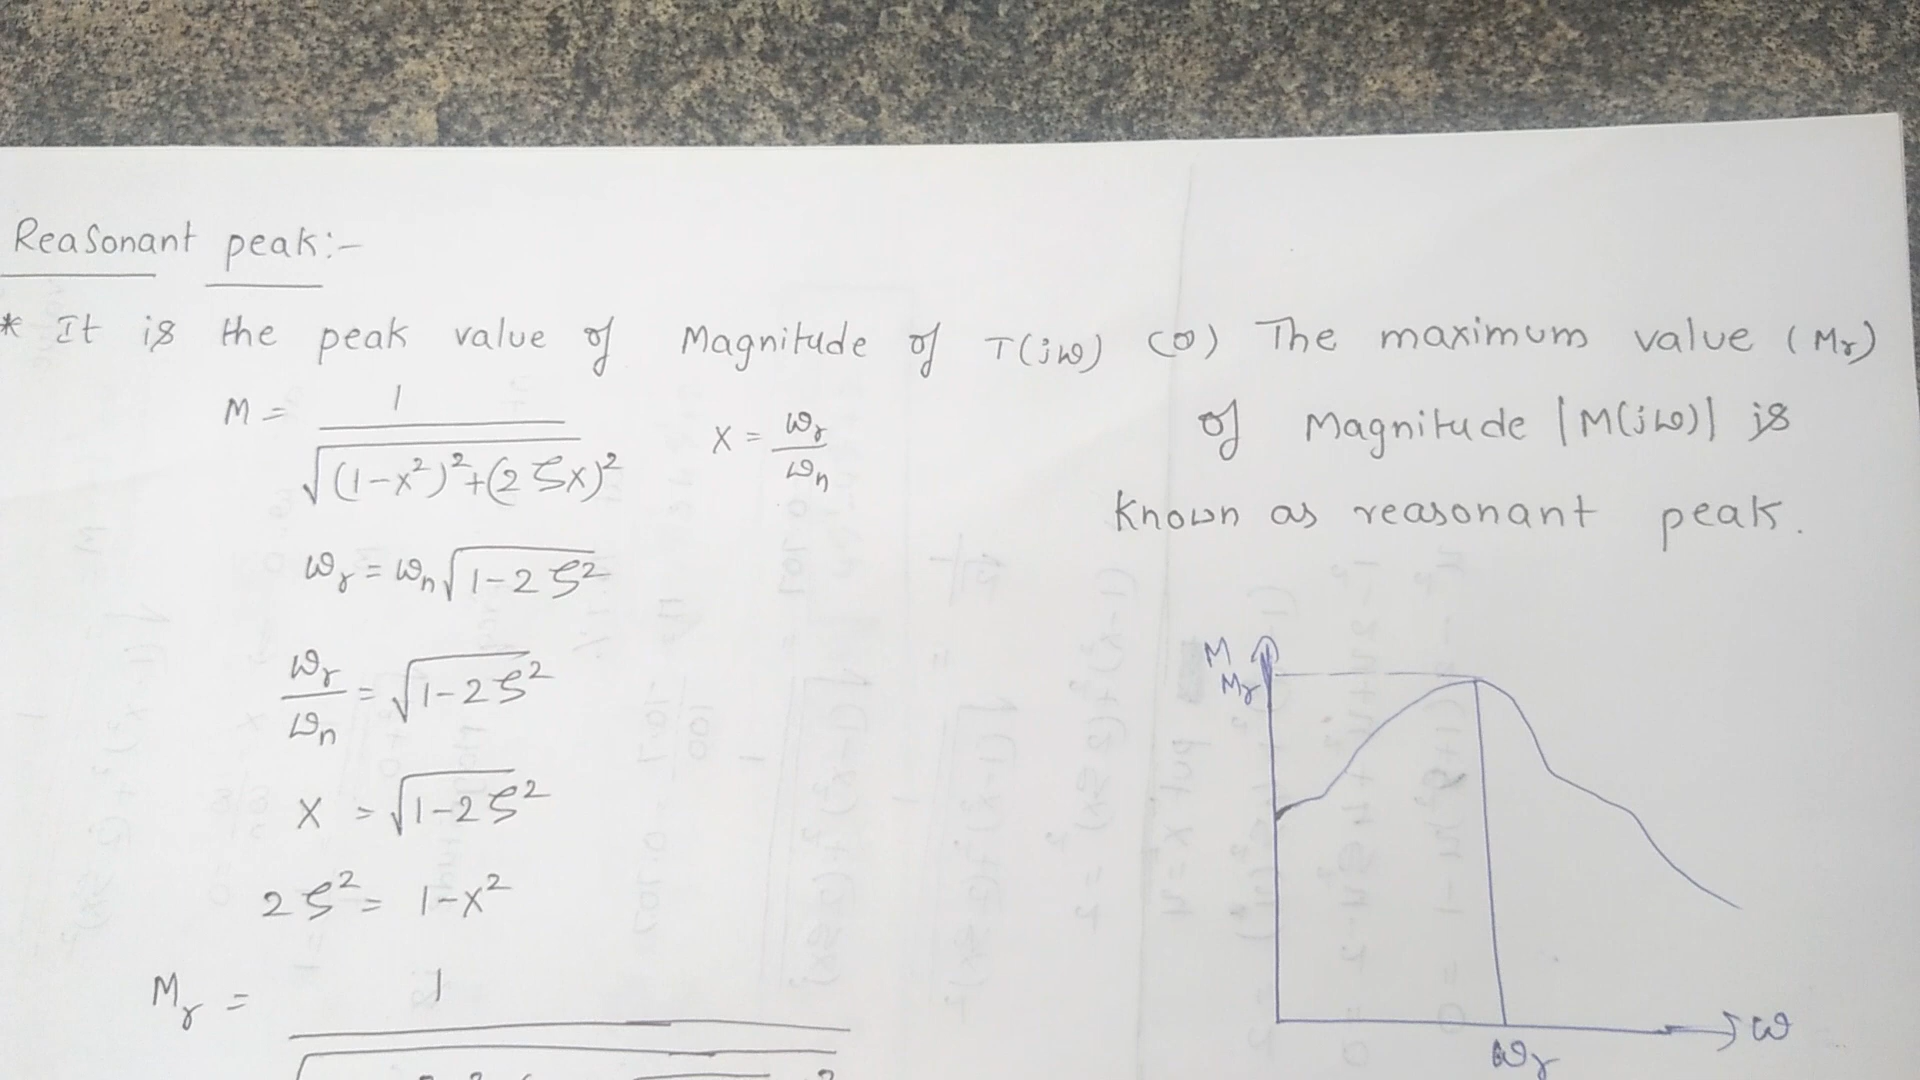 Reasonant peak:-
* It is the peak value of Magnitude of T(jω) (or) The maximum value (Mr)
of Magnitude |M(jω)| is
known as reasonant peak.
M = 1 / √((1-x²)²+(2ζx)²)
x = ωr/ωn
ωr = ωn√(1-2ζ²)
ωr/ωn = √(1-2ζ²)
x = √(1-2ζ²)
2ζ² = 1-x²
Mr = 1
M
Mr
ω
ωr